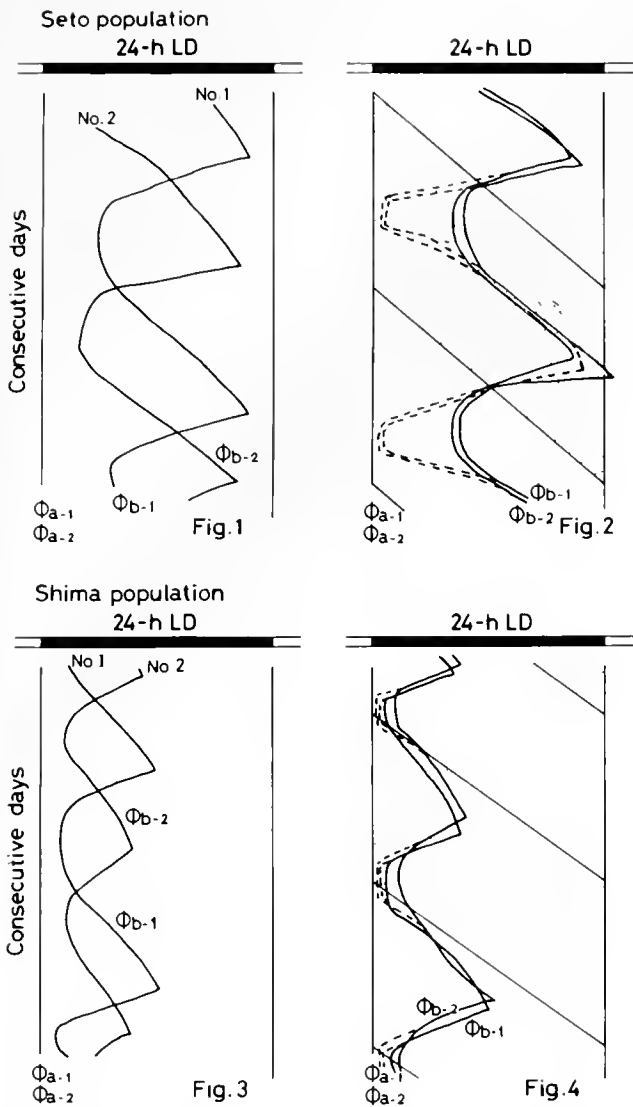 Seto population
24-h LD
24-h LD
No.1
No.2
Consecutive days
Φb-2
Φa-1
Φb-1
Φa-2
Fig.1
Φb-1
Φa-1
Φb-2
Φa-2
Fig.2
Shima population
24-h LD
24-h LD
No1
No 2
Consecutive days
Φb-2
Φb-1
Φa-1
Φa-2
Fig.3
Φb-2
Φb-1
Φa-1
Φa-2
Fig.4